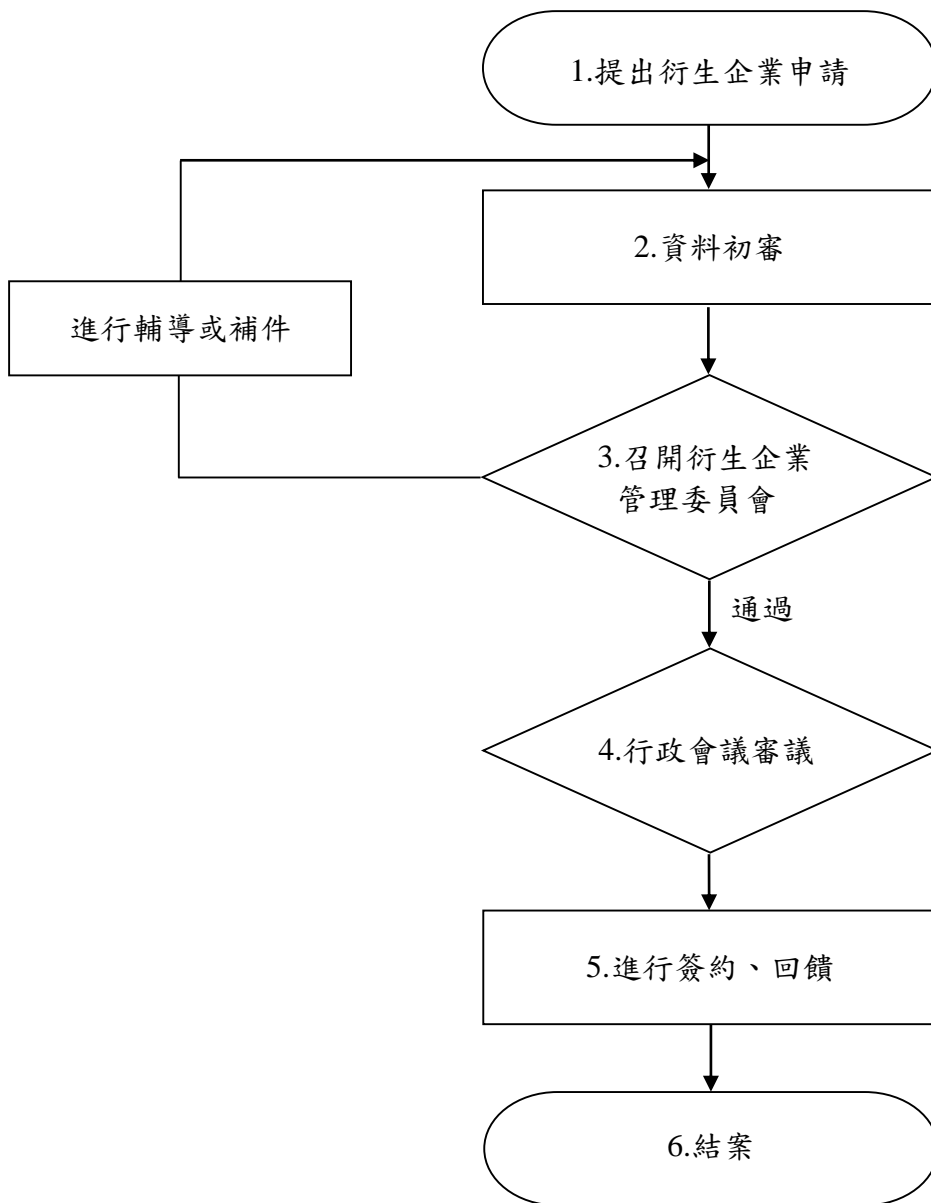 1.提出衍生企業申請
2.資料初審
進行輔導或補件
3.召開衍生企業
管理委員會
通過
4.行政會議審議
5.進行簽約、回饋
6.結案